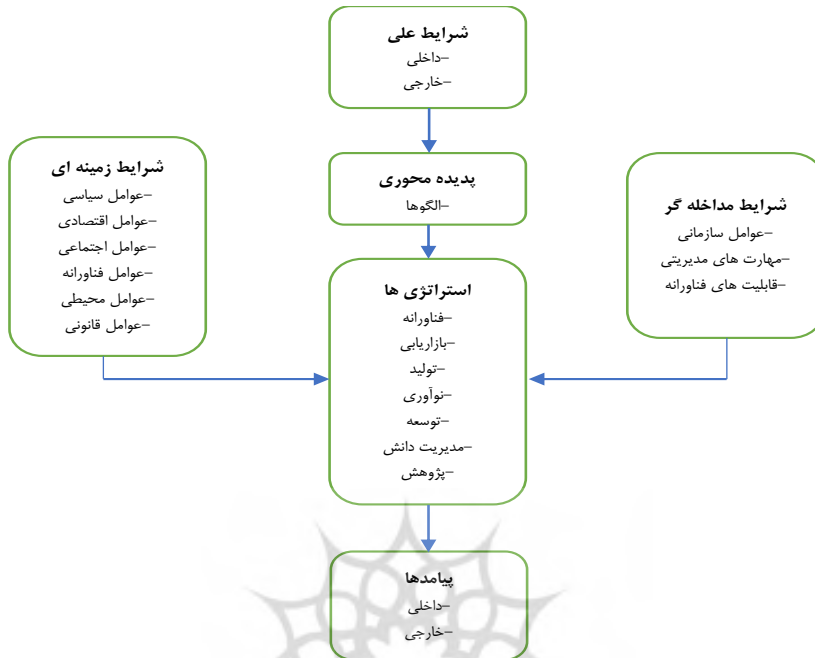 شرایط علی
–داخلی
–خارجی
پدیده محوری
–الگوها
شرایط مداخله گر
–عوامل سازمانی
–مهارت های مدیریتی
–قابلیت های فناورانه
شرایط زمینه ای
–عوامل سیاسی
–عوامل اقتصادی
–عوامل اجتماعی
–عوامل فناورانه
–عوامل محیطی
–عوامل قانونی
استراتژی ها
–فناورانه
–بازاریابی
–تولید
–نوآوری
–توسعه
–مدیریت دانش
–پژوهش
پیامدها
–داخلی
–خارجی